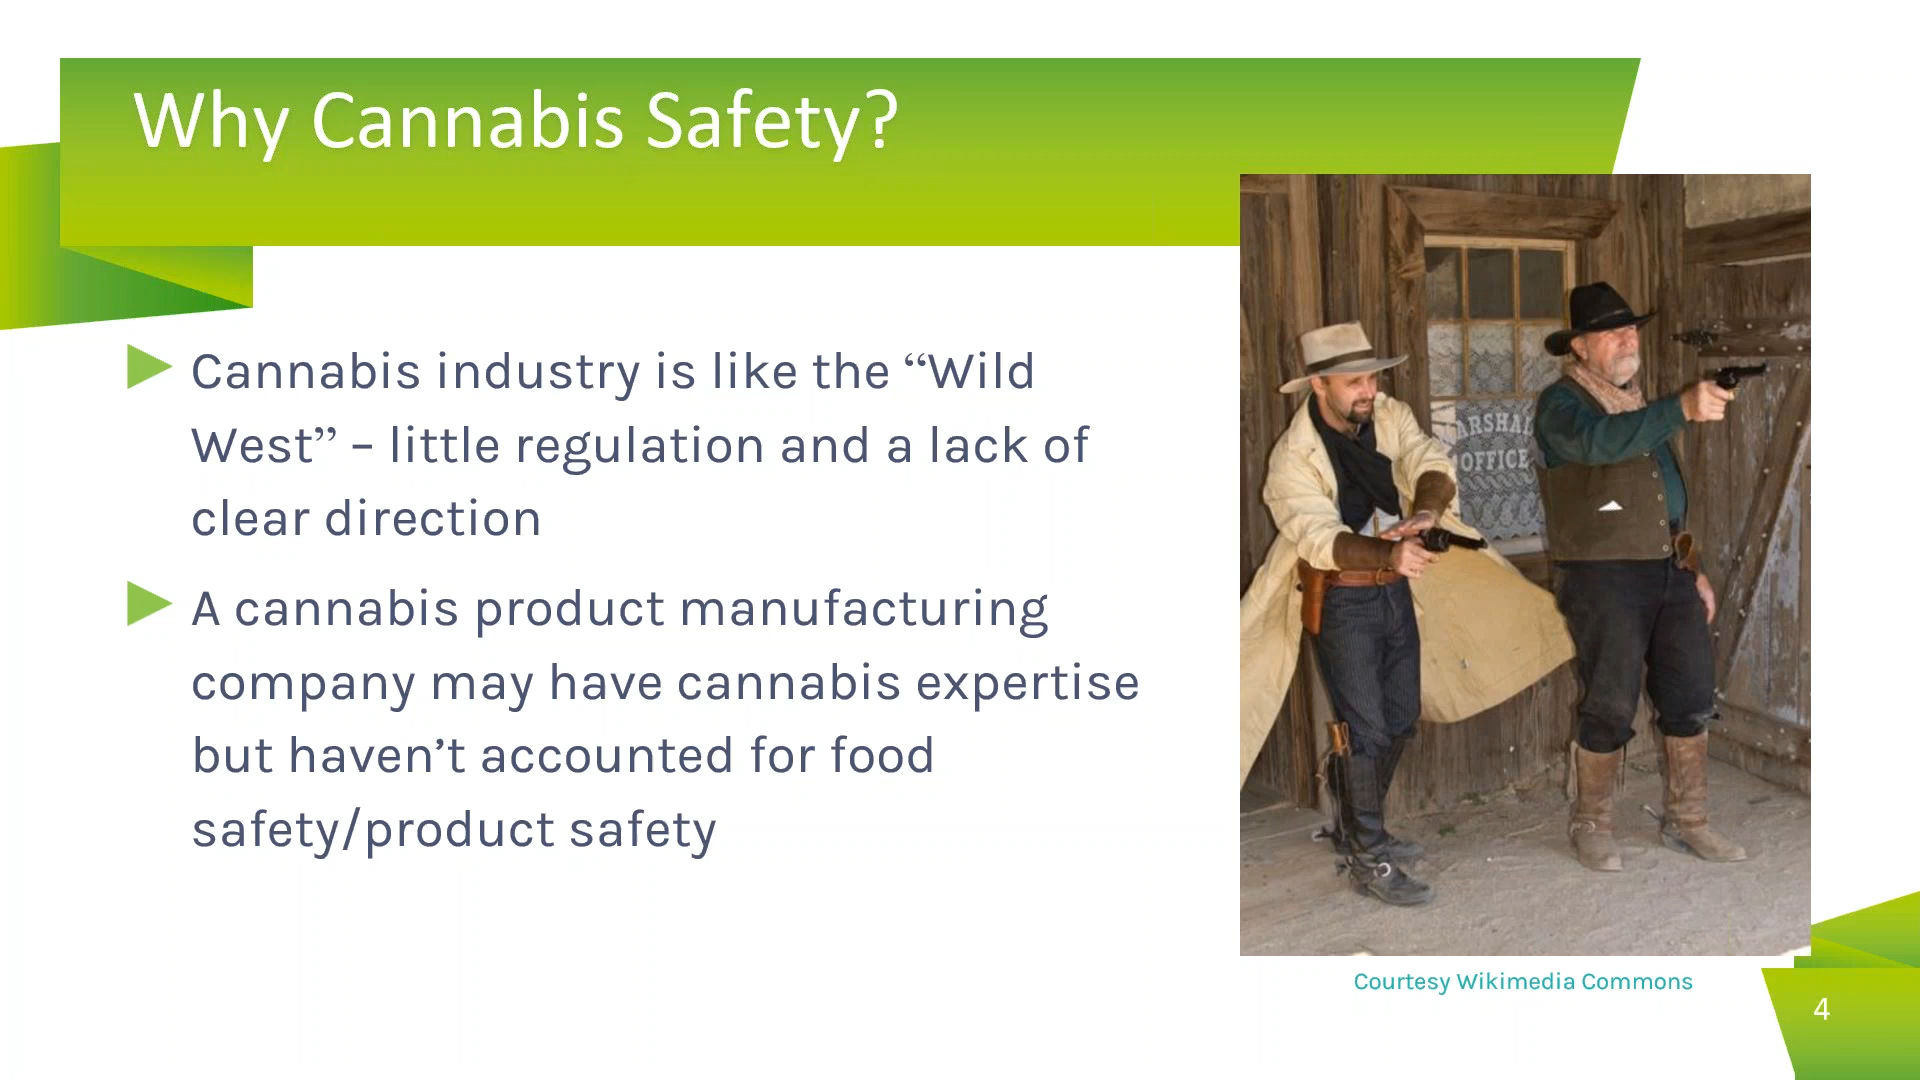 Why Cannabis Safety?
Cannabis industry is like the “Wild
West” – little regulation and a lack of
clear direction
A cannabis product manufacturing
company may have cannabis expertise
but haven’t accounted for food
safety/product safety
ARSHAL
OFFICE
Courtesy Wikimedia Commons
4